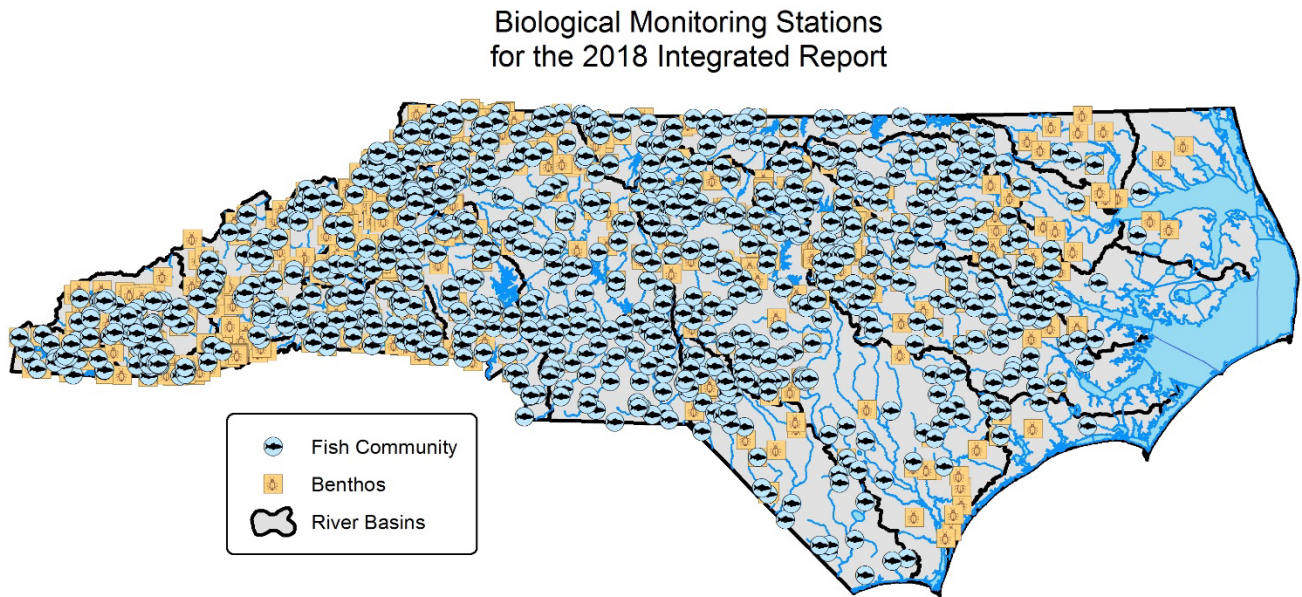 Biological Monitoring Stations
for the 2018 Integrated Report
Fish Community
Benthos
River Basins